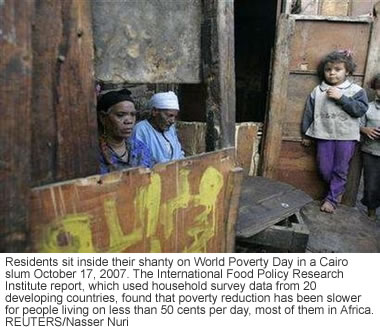 Residents sit inside their shanty on World Poverty Day in a Cairo
slum October 17, 2007. The International Food Policy Research
Institute report, which used household survey data from 20
developing countries, found that poverty reduction has been slower
for people living on less than 50 cents per day, most of them in Africa.
REUTERS/Nasser Nuri